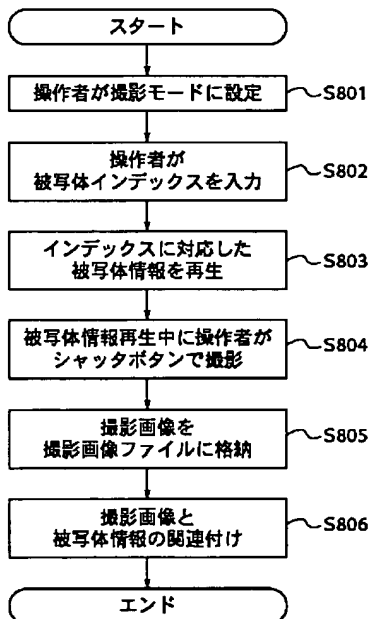 スタート
操作者が撮影モードに設定
S801
操作者が
被写体インデックスを入力
S802
インデックスに対応した
被写体情報を再生
S803
被写体情報再生中に操作者が
シャッタボタンで撮影
S804
撮影画像を
撮影画像ファイルに格納
S805
撮影画像と
被写体情報の関連付け
S806
エンド